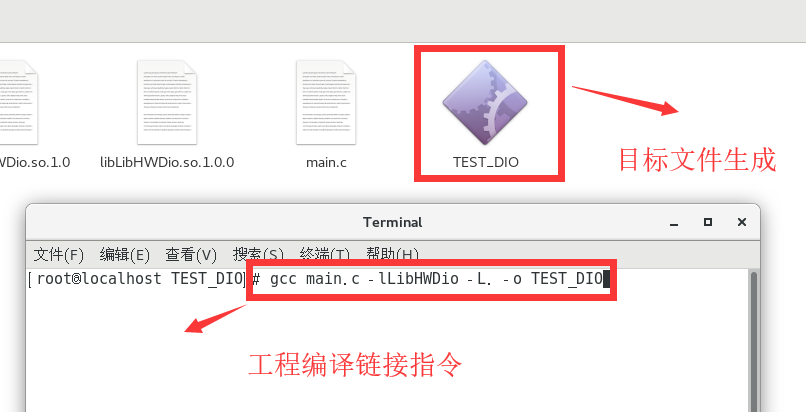 WDio.so.1.0
libLibHWDio.so.1.0.0
main.c
TEST_DIO
目标文件生成
Terminal
文件(F) 编辑(E) 查看(V) 搜索(S) 终端(T) 帮助(H)
[root@localhost TEST_DIO]# gcc main.c -lLibHWDio -L. -o TEST_DIO
工程编译链接指令